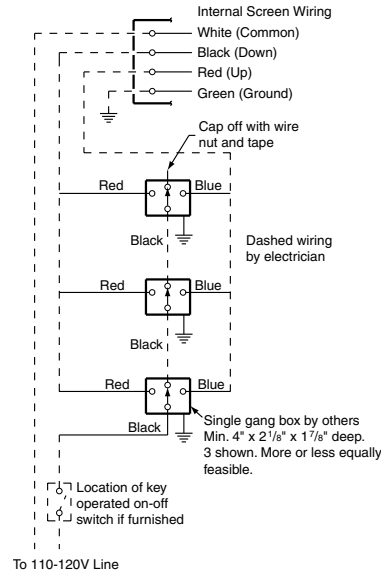 Internal Screen Wiring
White (Common)
Black (Down)
Red (Up)
Green (Ground)
Cap off with wire
nut and tape
Red
Blue
Black
Dashed wiring
by electrician
Red
Blue
Black
Red
Blue
Black
Single gang box by others
Min. 4" x 2 1/8" x 1 7/8" deep.
3 shown. More or less equally
feasible.
Location of key
operated on-off
switch if furnished
To 110-120V Line